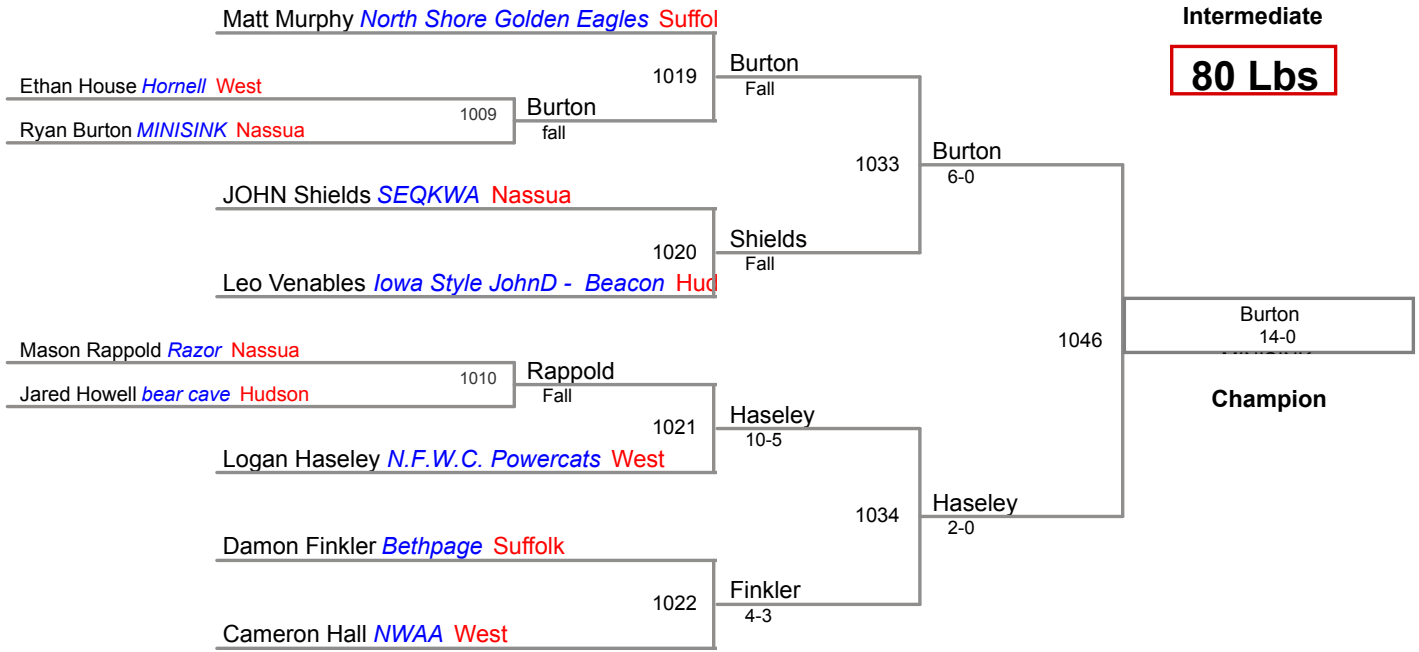 Matt Murphy North Shore Golden Eagles Suffol
Intermediate
80 Lbs
1019
Burton
Fall
Ethan House Hornell West
1009
Burton
fall
Ryan Burton MINISINK Nassua
1033
Burton
6-0
JOHN Shields SEQKWA Nassua
1020
Shields
Fall
Leo Venables Iowa Style JohnD - Beacon Hud
1046
Burton
14-0
Champion
Mason Rappold Razor Nassua
1010
Rappold
Fall
Jared Howell bear cave Hudson
1021
Haseley
10-5
Logan Haseley N.F.W.C. Powercats West
1034
Haseley
2-0
Damon Finkler Bethpage Suffolk
1022
Finkler
4-3
Cameron Hall NWAA West